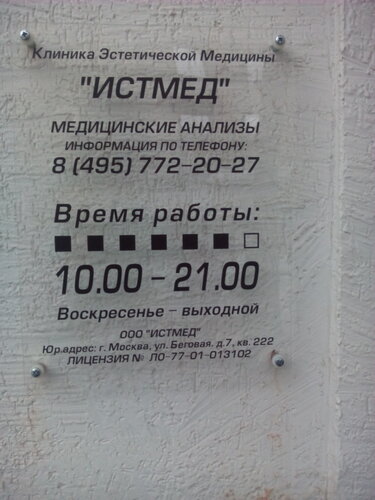 Клиника Эстетической Медицины
"ИСТМЕД"
МЕДИЦИНСКИЕ АНАЛИЗЫ
ИНФОРМАЦИЯ ПО ТЕЛЕФОНУ:
8 (495) 772-20-27
Время работы:
10.00 - 21.00
Воскресенье - выходной
ООО "ИСТМЕД"
Юр.адрес: г. Москва, ул. Беговая, д.7, кв. 222
ЛИЦЕНЗИЯ № ЛО-77-01-013102